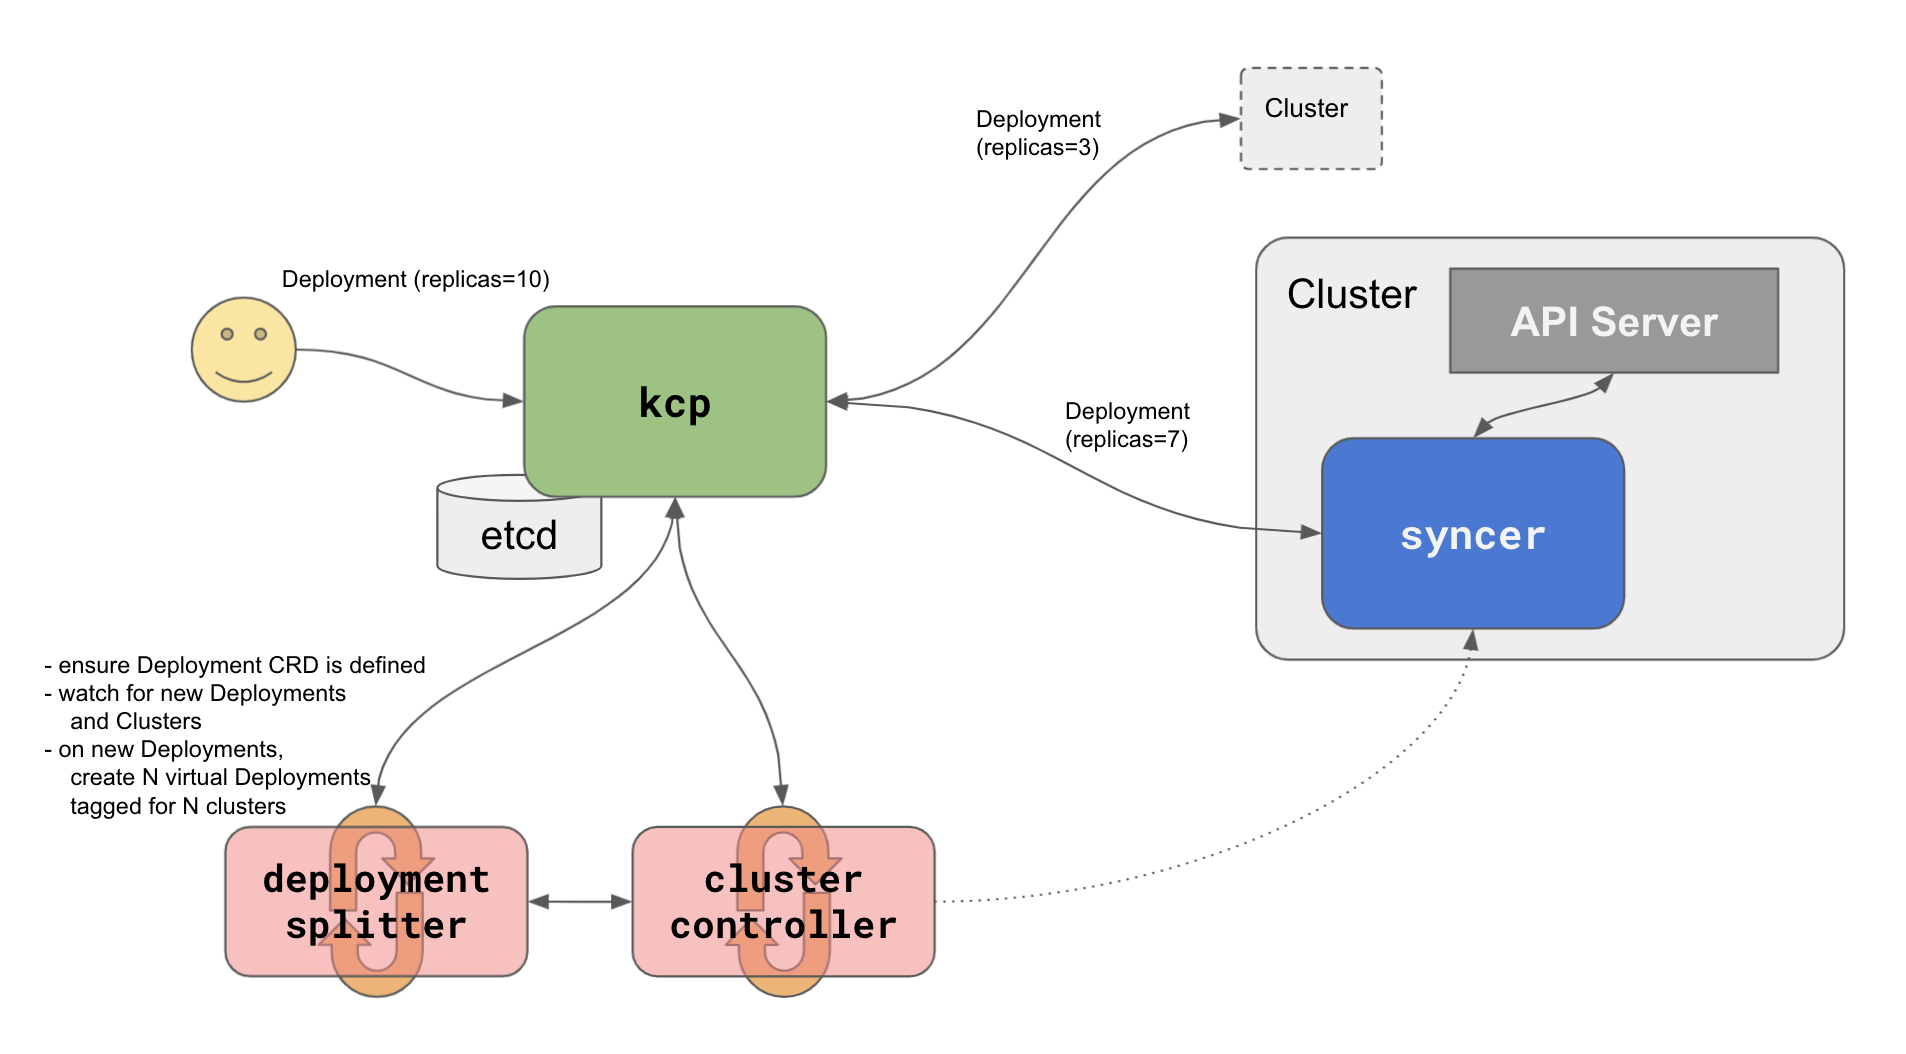 Cluster
Deployment
(replicas=3)
Deployment (replicas=10)
Cluster
API Server
kcp
Deployment
(replicas=7)
etcd
syncer
- ensure Deployment CRD is defined
- watch for new Deployments
and Clusters
- on new Deployments,
create N virtual Deployments
tagged for N clusters
deployment
splitter
cluster
controller